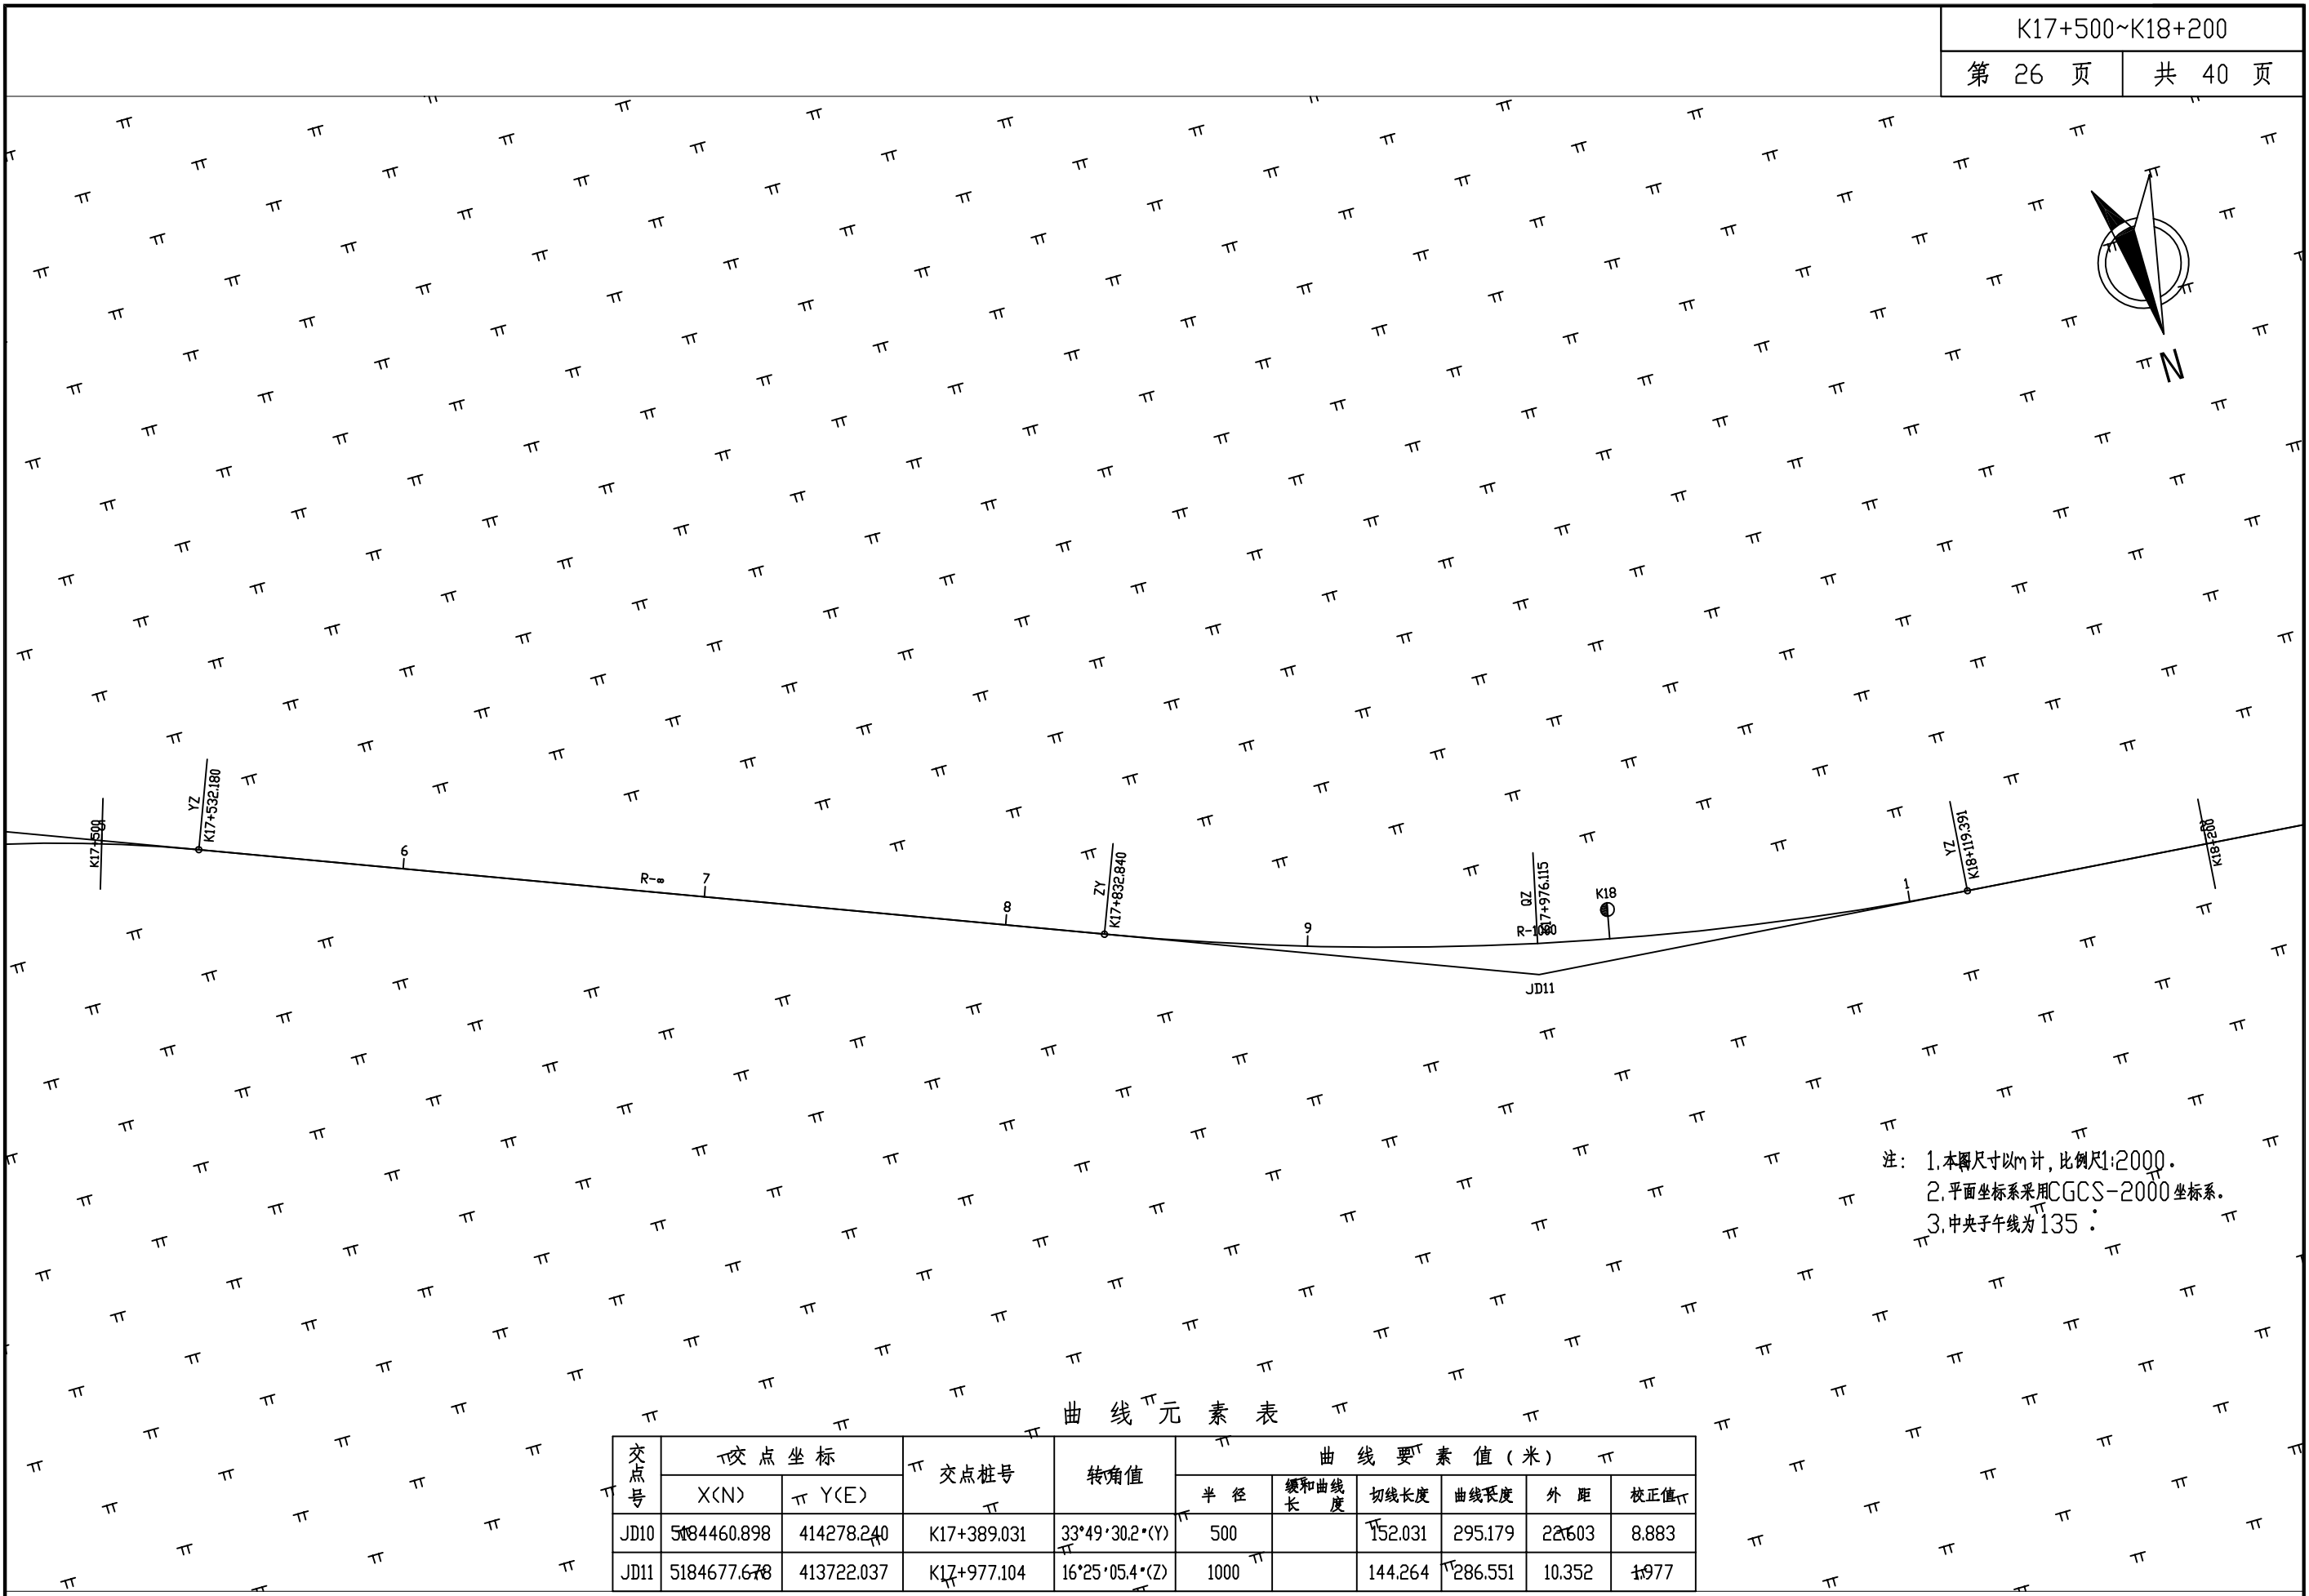 K17+500~K18+200
第 26 页 共 40 页
N
K17+500
YZ
K17+532.180
6
R-∞
7
8
ZY
K17+832.840
9
QZ
K17+976.115
R-1000
K18
JD11
1
YZ
K18+119.391
K18+200
注: 1.本图尺寸以m计,比例尺1:2000。
2.平面坐标系采用CGCS-2000坐标系。
3.中央子午线为135°。
曲线元素表
交点号 交点坐标 交点桩号 转角值 曲线要素值(米)
X(N) Y(E) 半径 缓和曲线长度 切线长度 曲线长度 外距 校正值
JD10 5184460.898 414278.240 K17+389.031 33°49'30.2"(Y) 500 152.031 295.179 22.603 8.883
JD11 5184677.678 413722.037 K17+977.104 16°25'05.4"(Z) 1000 144.264 286.551 10.352 1.977